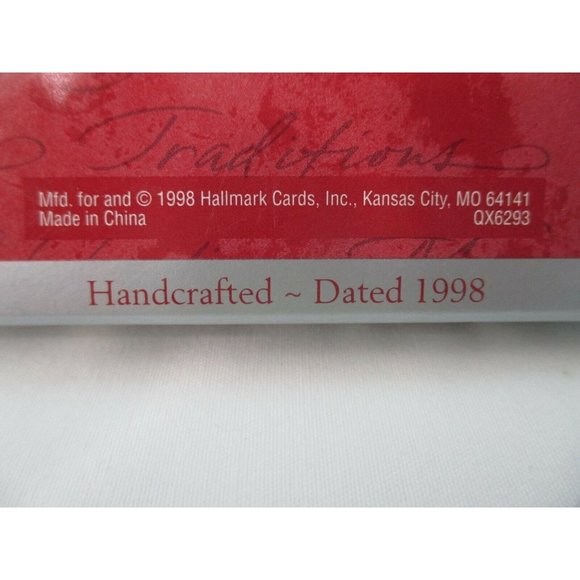 Traditions
Mfd. for and © 1998 Hallmark Cards, Inc., Kansas City, MO 64141
Made in China QX6293
Handcrafted ~ Dated 1998